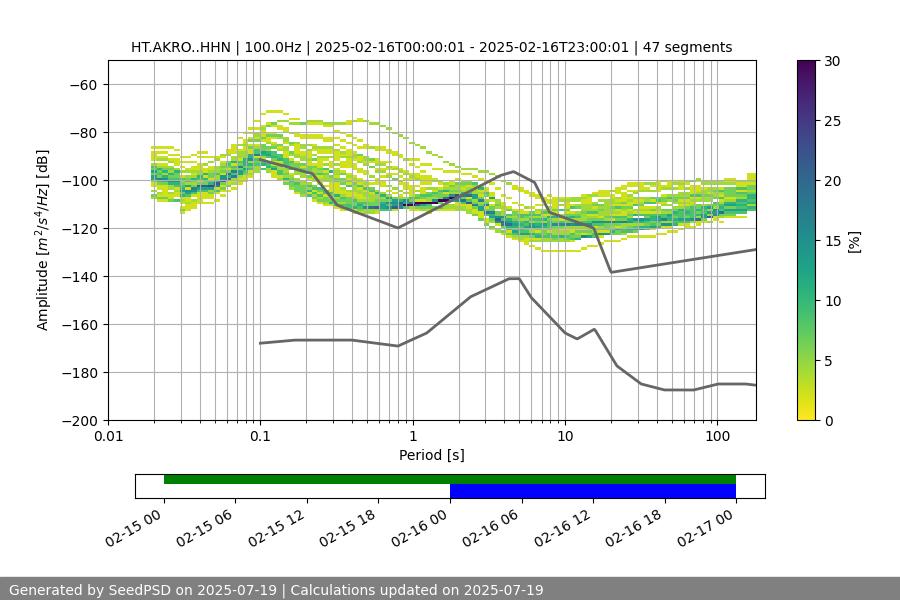 HT.AKRO..HHN | 100.0Hz | 2025-02-16T00:00:01 - 2025-02-16T23:00:01 | 47 segments
Amplitude [m²/s⁴/Hz] [dB]
−60
−80
−100
−120
−140
−160
−180
−200
0.01 0.1 1 10 100
Period [s]
30
25
20
15
10
5
0
[%]
02-15 00 02-15 06 02-15 12 02-15 18 02-16 00 02-16 06 02-16 12 02-16 18 02-17 00
Generated by SeedPSD on 2025-07-19 | Calculations updated on 2025-07-19